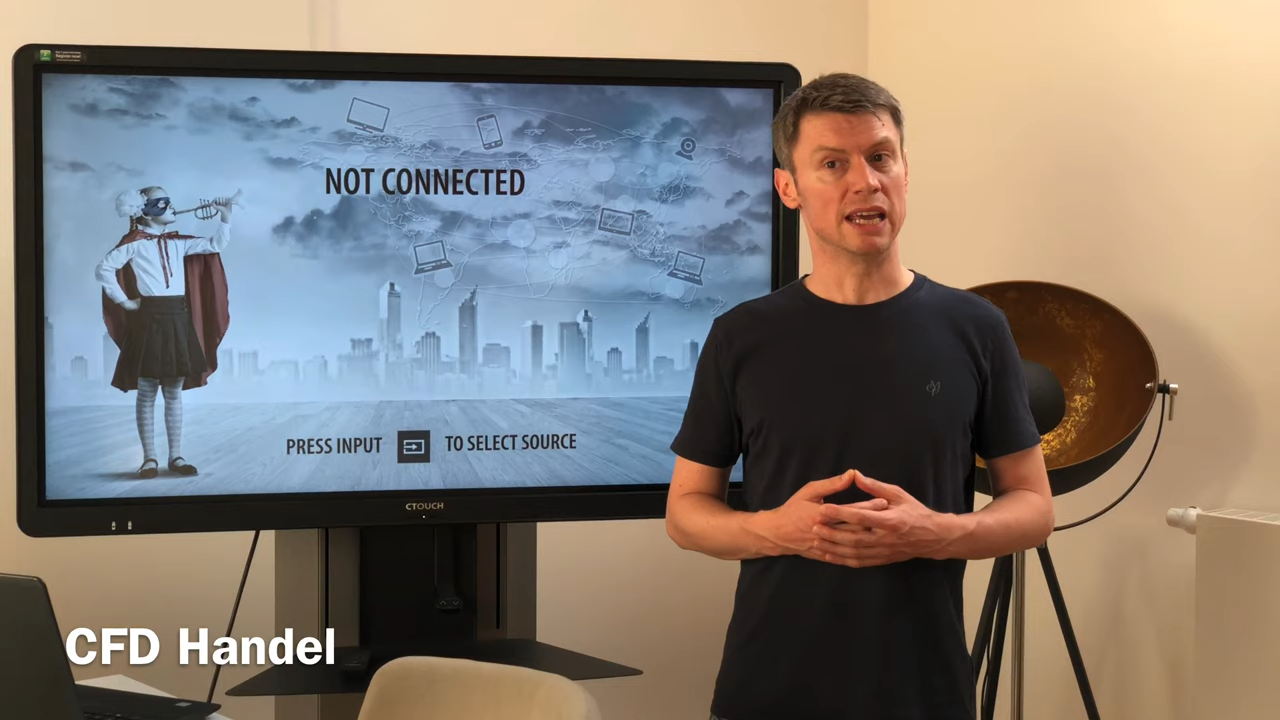 NOT CONNECTED
PRESS INPUT TO SELECT SOURCE
CTOUCH
CFD Handel